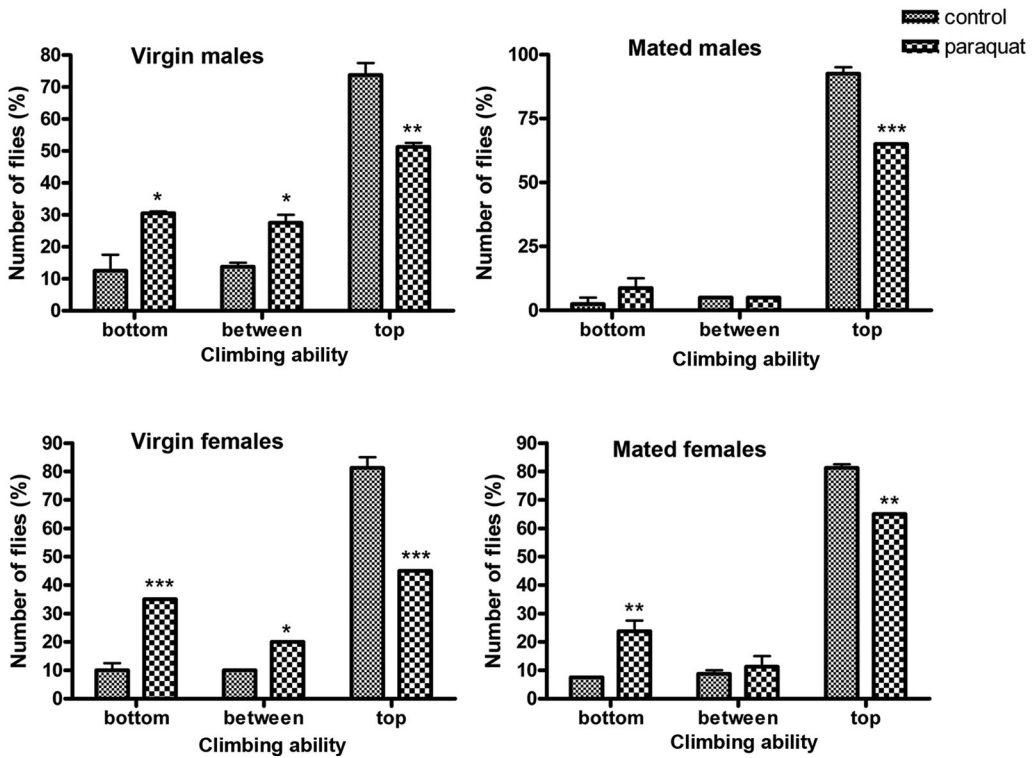 control
paraquat
Virgin males
Number of flies (%)
80
70
60
50
40
30
20
10
0
*
*
**
bottom between top
Climbing ability
Mated males
Number of flies (%)
100
75
50
25
0
***
bottom between top
Climbing ability
Virgin females
Number of flies (%)
90
80
70
60
50
40
30
20
10
0
***
*
***
bottom between top
Climbing ability
Mated females
Number of flies (%)
90
80
70
60
50
40
30
20
10
0
**
**
bottom between top
Climbing ability